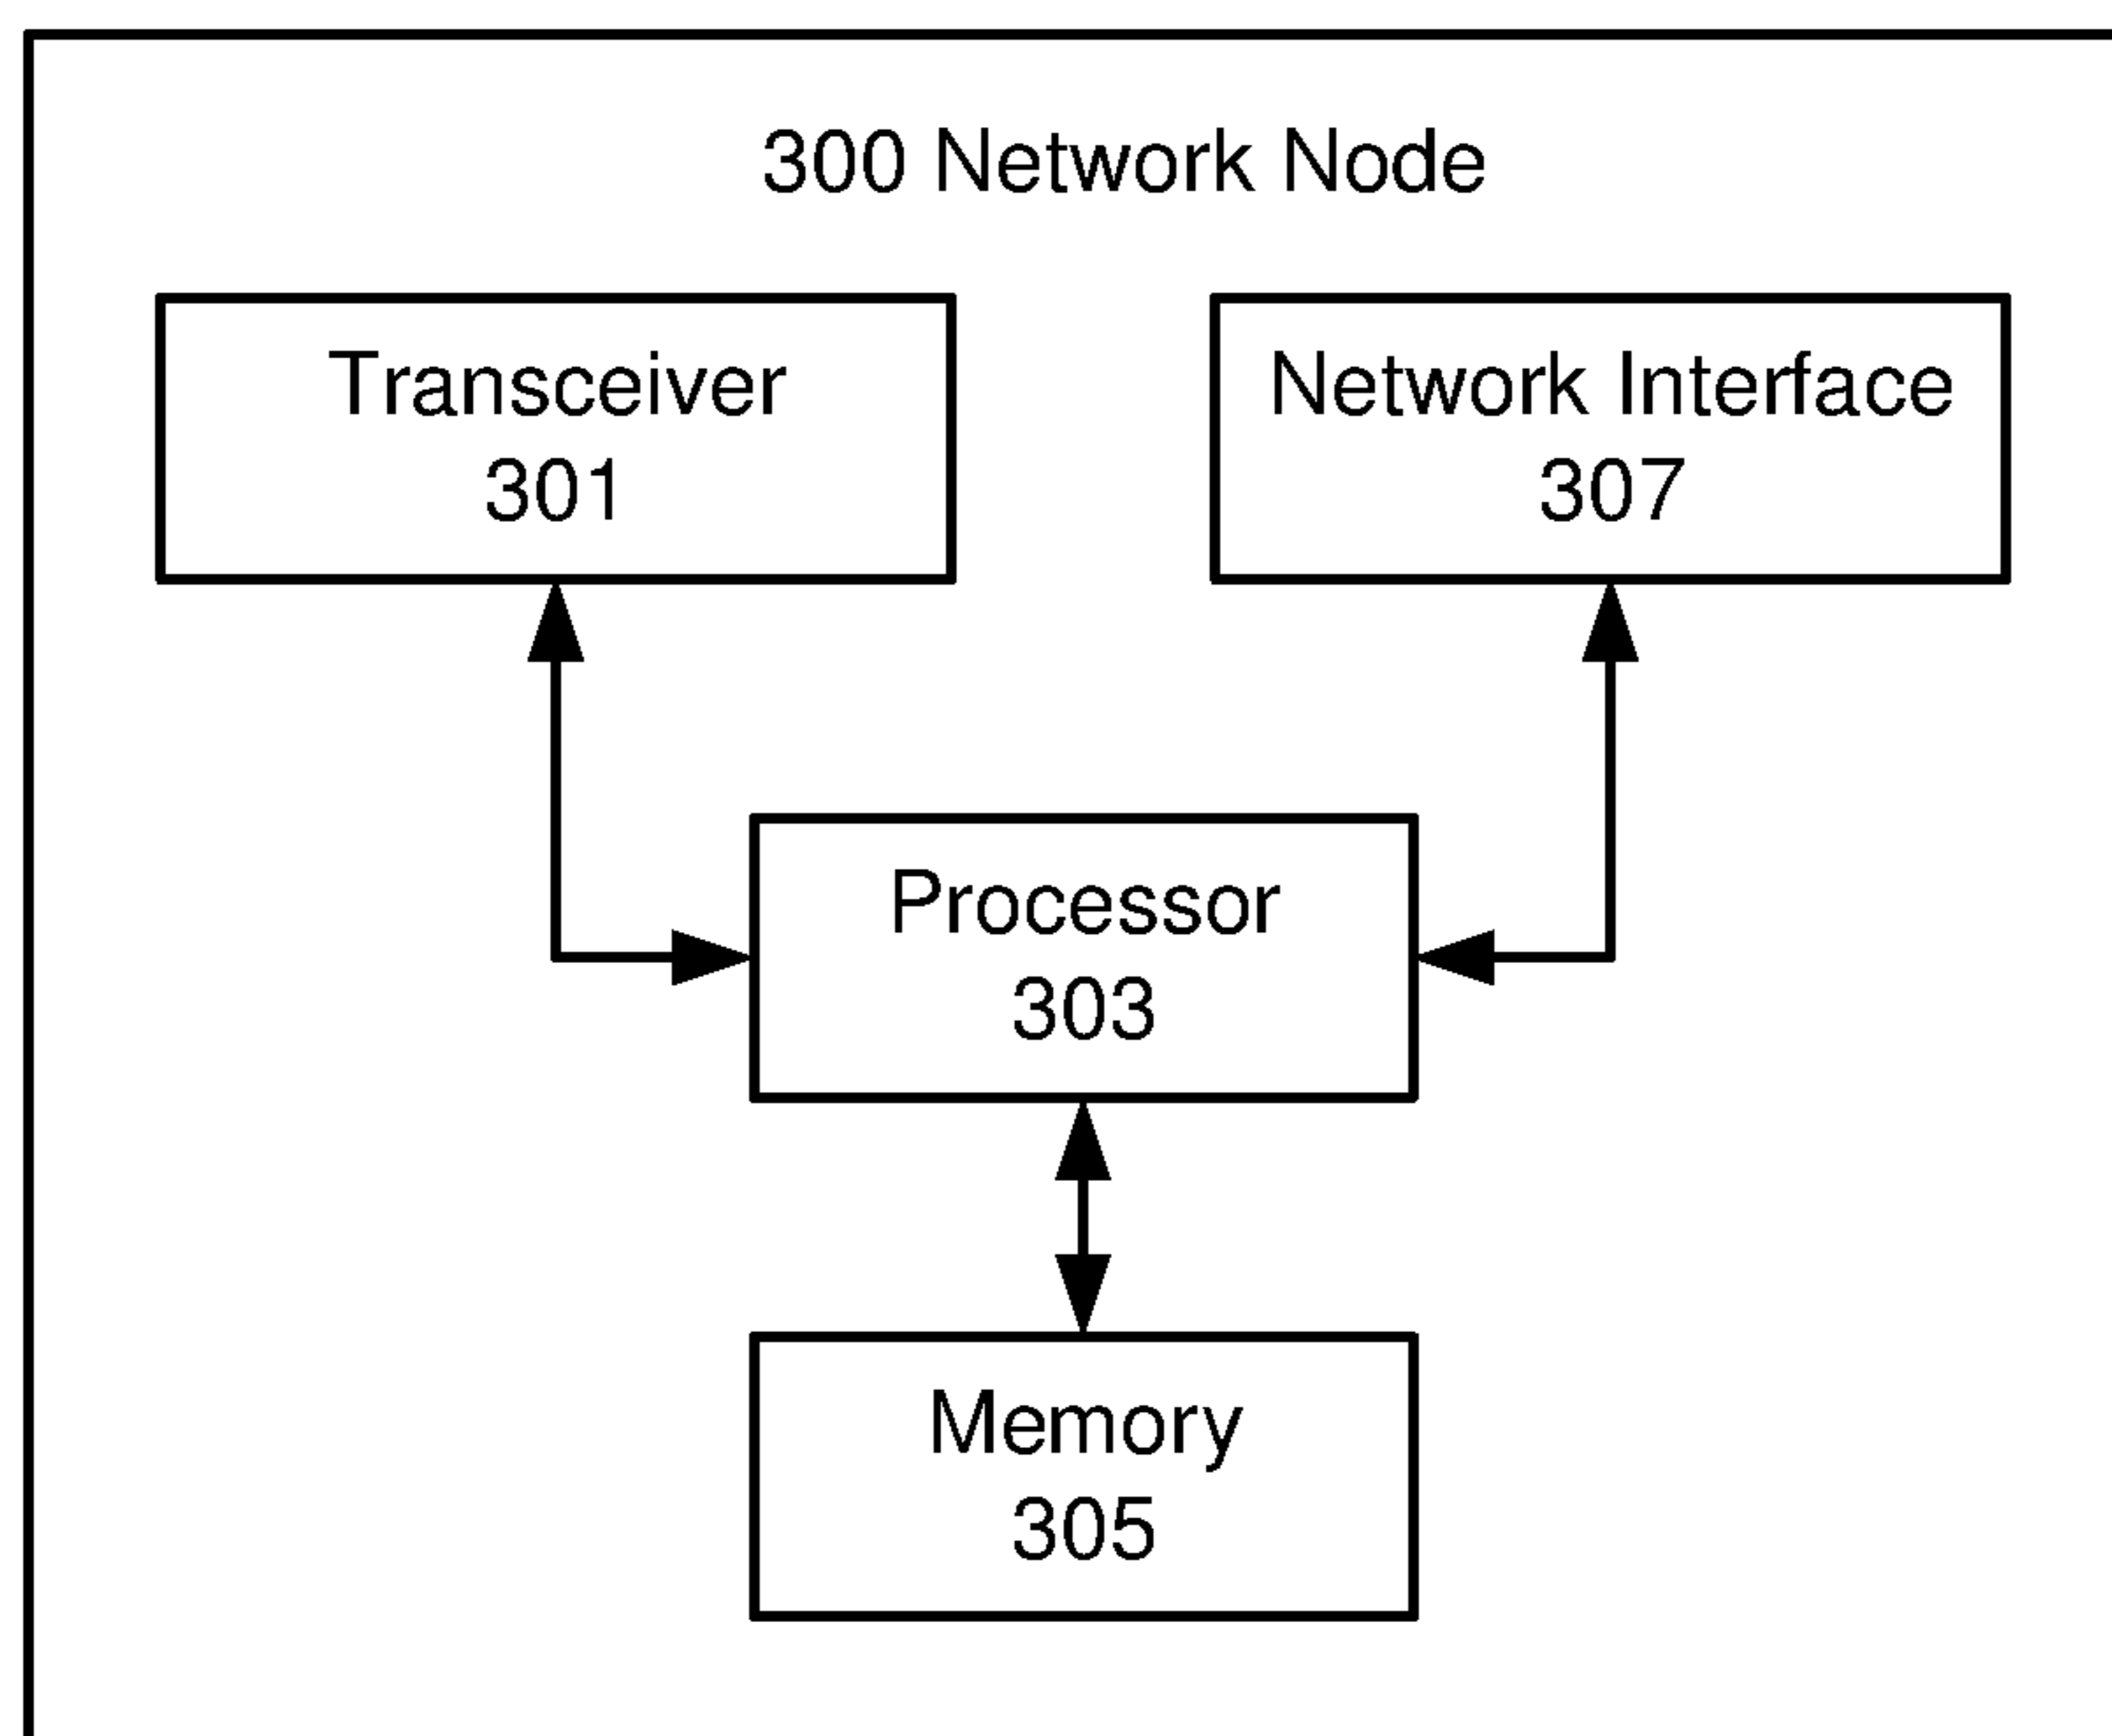 300 Network Node
Transceiver
301
Network Interface
307
Processor
303
Memory
305